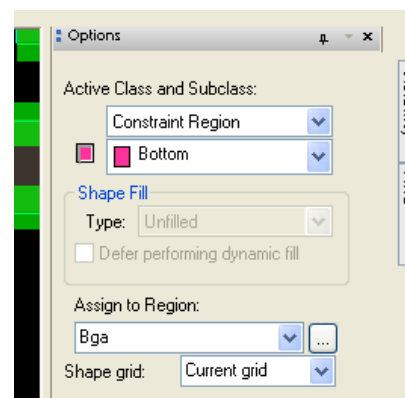 Options
Active Class and Subclass:
Constraint Region
Bottom
Shape Fill
Type: Unfilled
Defer performing dynamic fill
Assign to Region:
Bga
...
Shape grid: Current grid